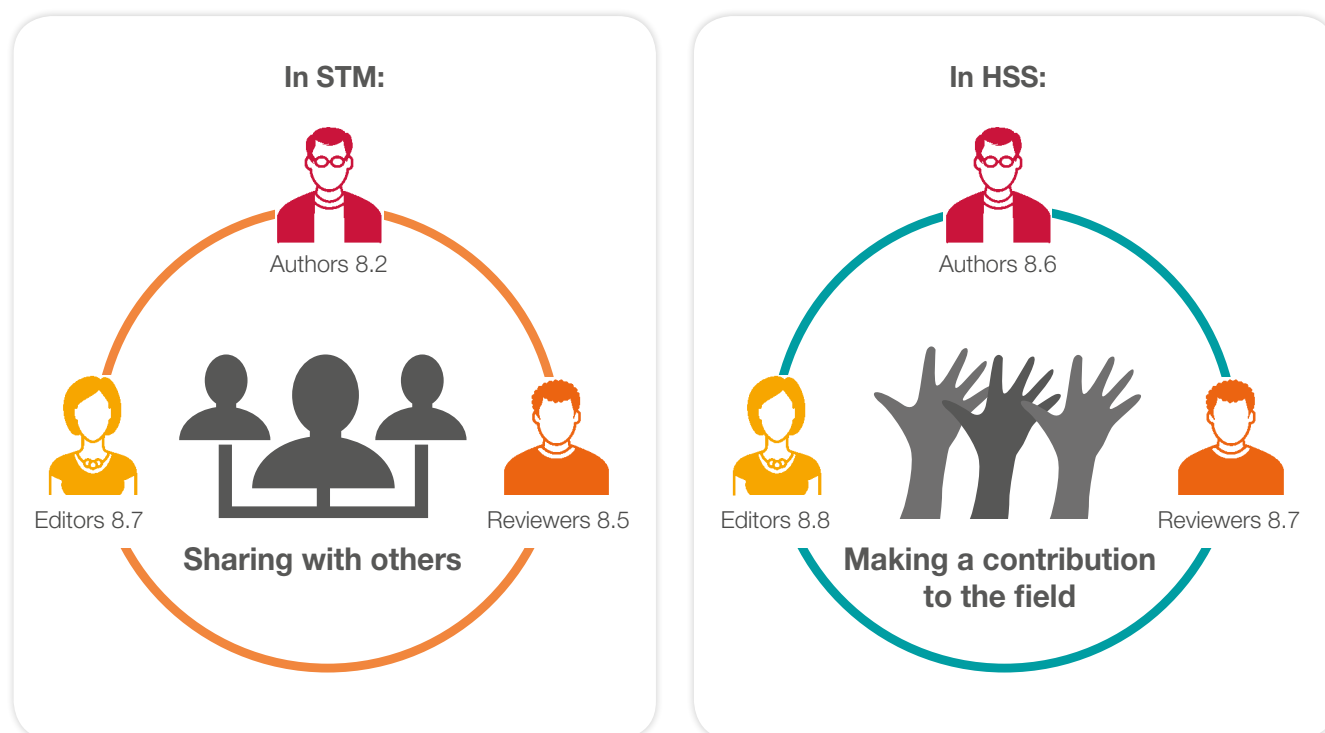 In STM:
Authors 8.2
Editors 8.7
Reviewers 8.5
Sharing with others
In HSS:
Authors 8.6
Editors 8.8
Reviewers 8.7
Making a contribution
to the field